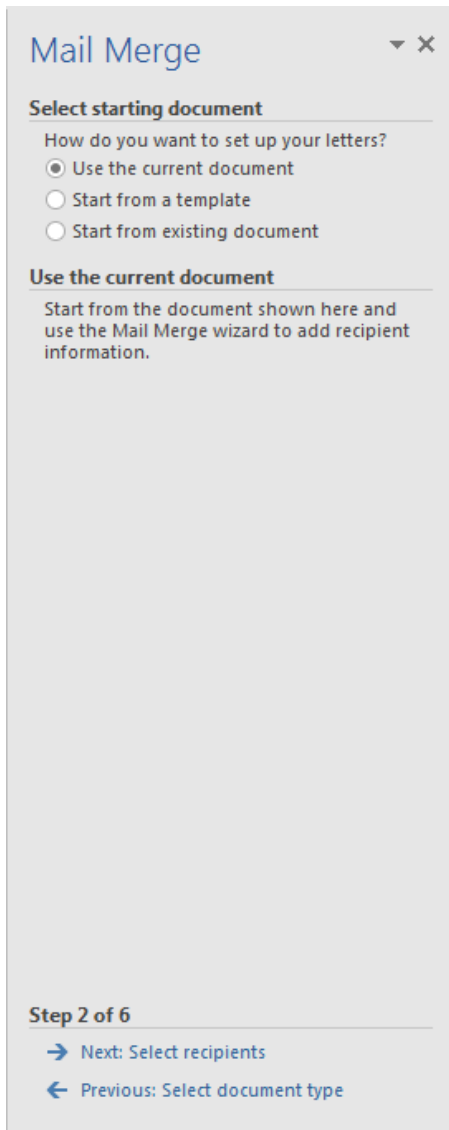 Mail Merge
Select starting document
How do you want to set up your letters?
Use the current document
Start from a template
Start from existing document
Use the current document
Start from the document shown here and
use the Mail Merge wizard to add recipient
information.
Step 2 of 6
Next: Select recipients
Previous: Select document type